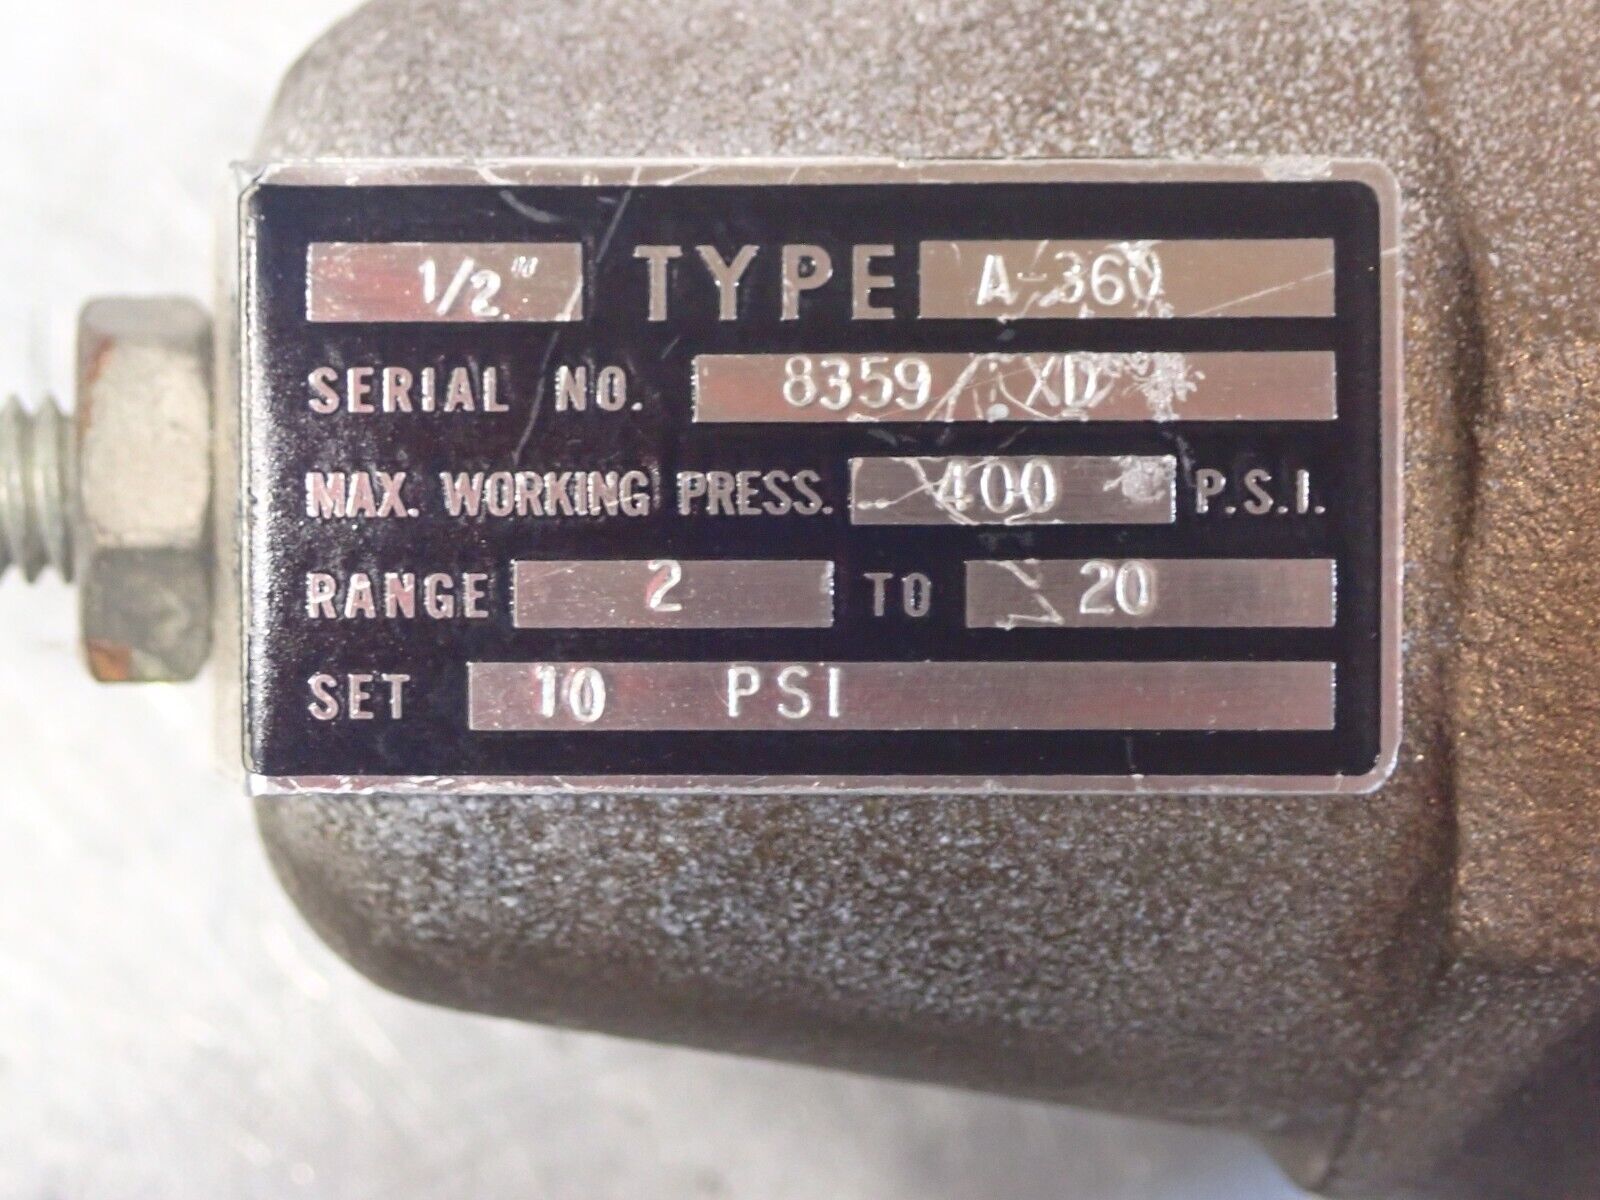 1/2" TYPE A-360
SERIAL NO. 8359 XD
MAX. WORKING PRESS. 400 P.S.I.
RANGE 2 TO 20
SET 10 PSI